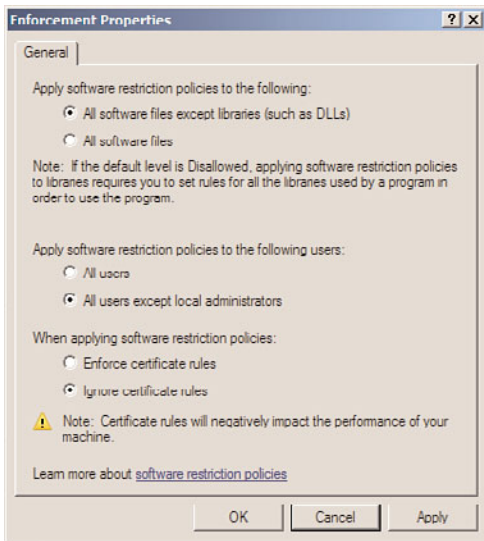 Enforcement Properties
General
Apply software restriction policies to the following:
All software files except libraries (such as DLLs)
All software files
Note: If the default level is Disallowed, applying software restriction policies
to libraries requires you to set rules for all the libraries used by a program in
order to use the program.
Apply software restriction policies to the following users:
All users
All users except local administrators
When applying software restriction policies:
Enforce certificate rules
Ignore certificate rules
Note: Certificate rules will negatively impact the performance of your
machine.
Learn more about software restriction policies
OK Cancel Apply